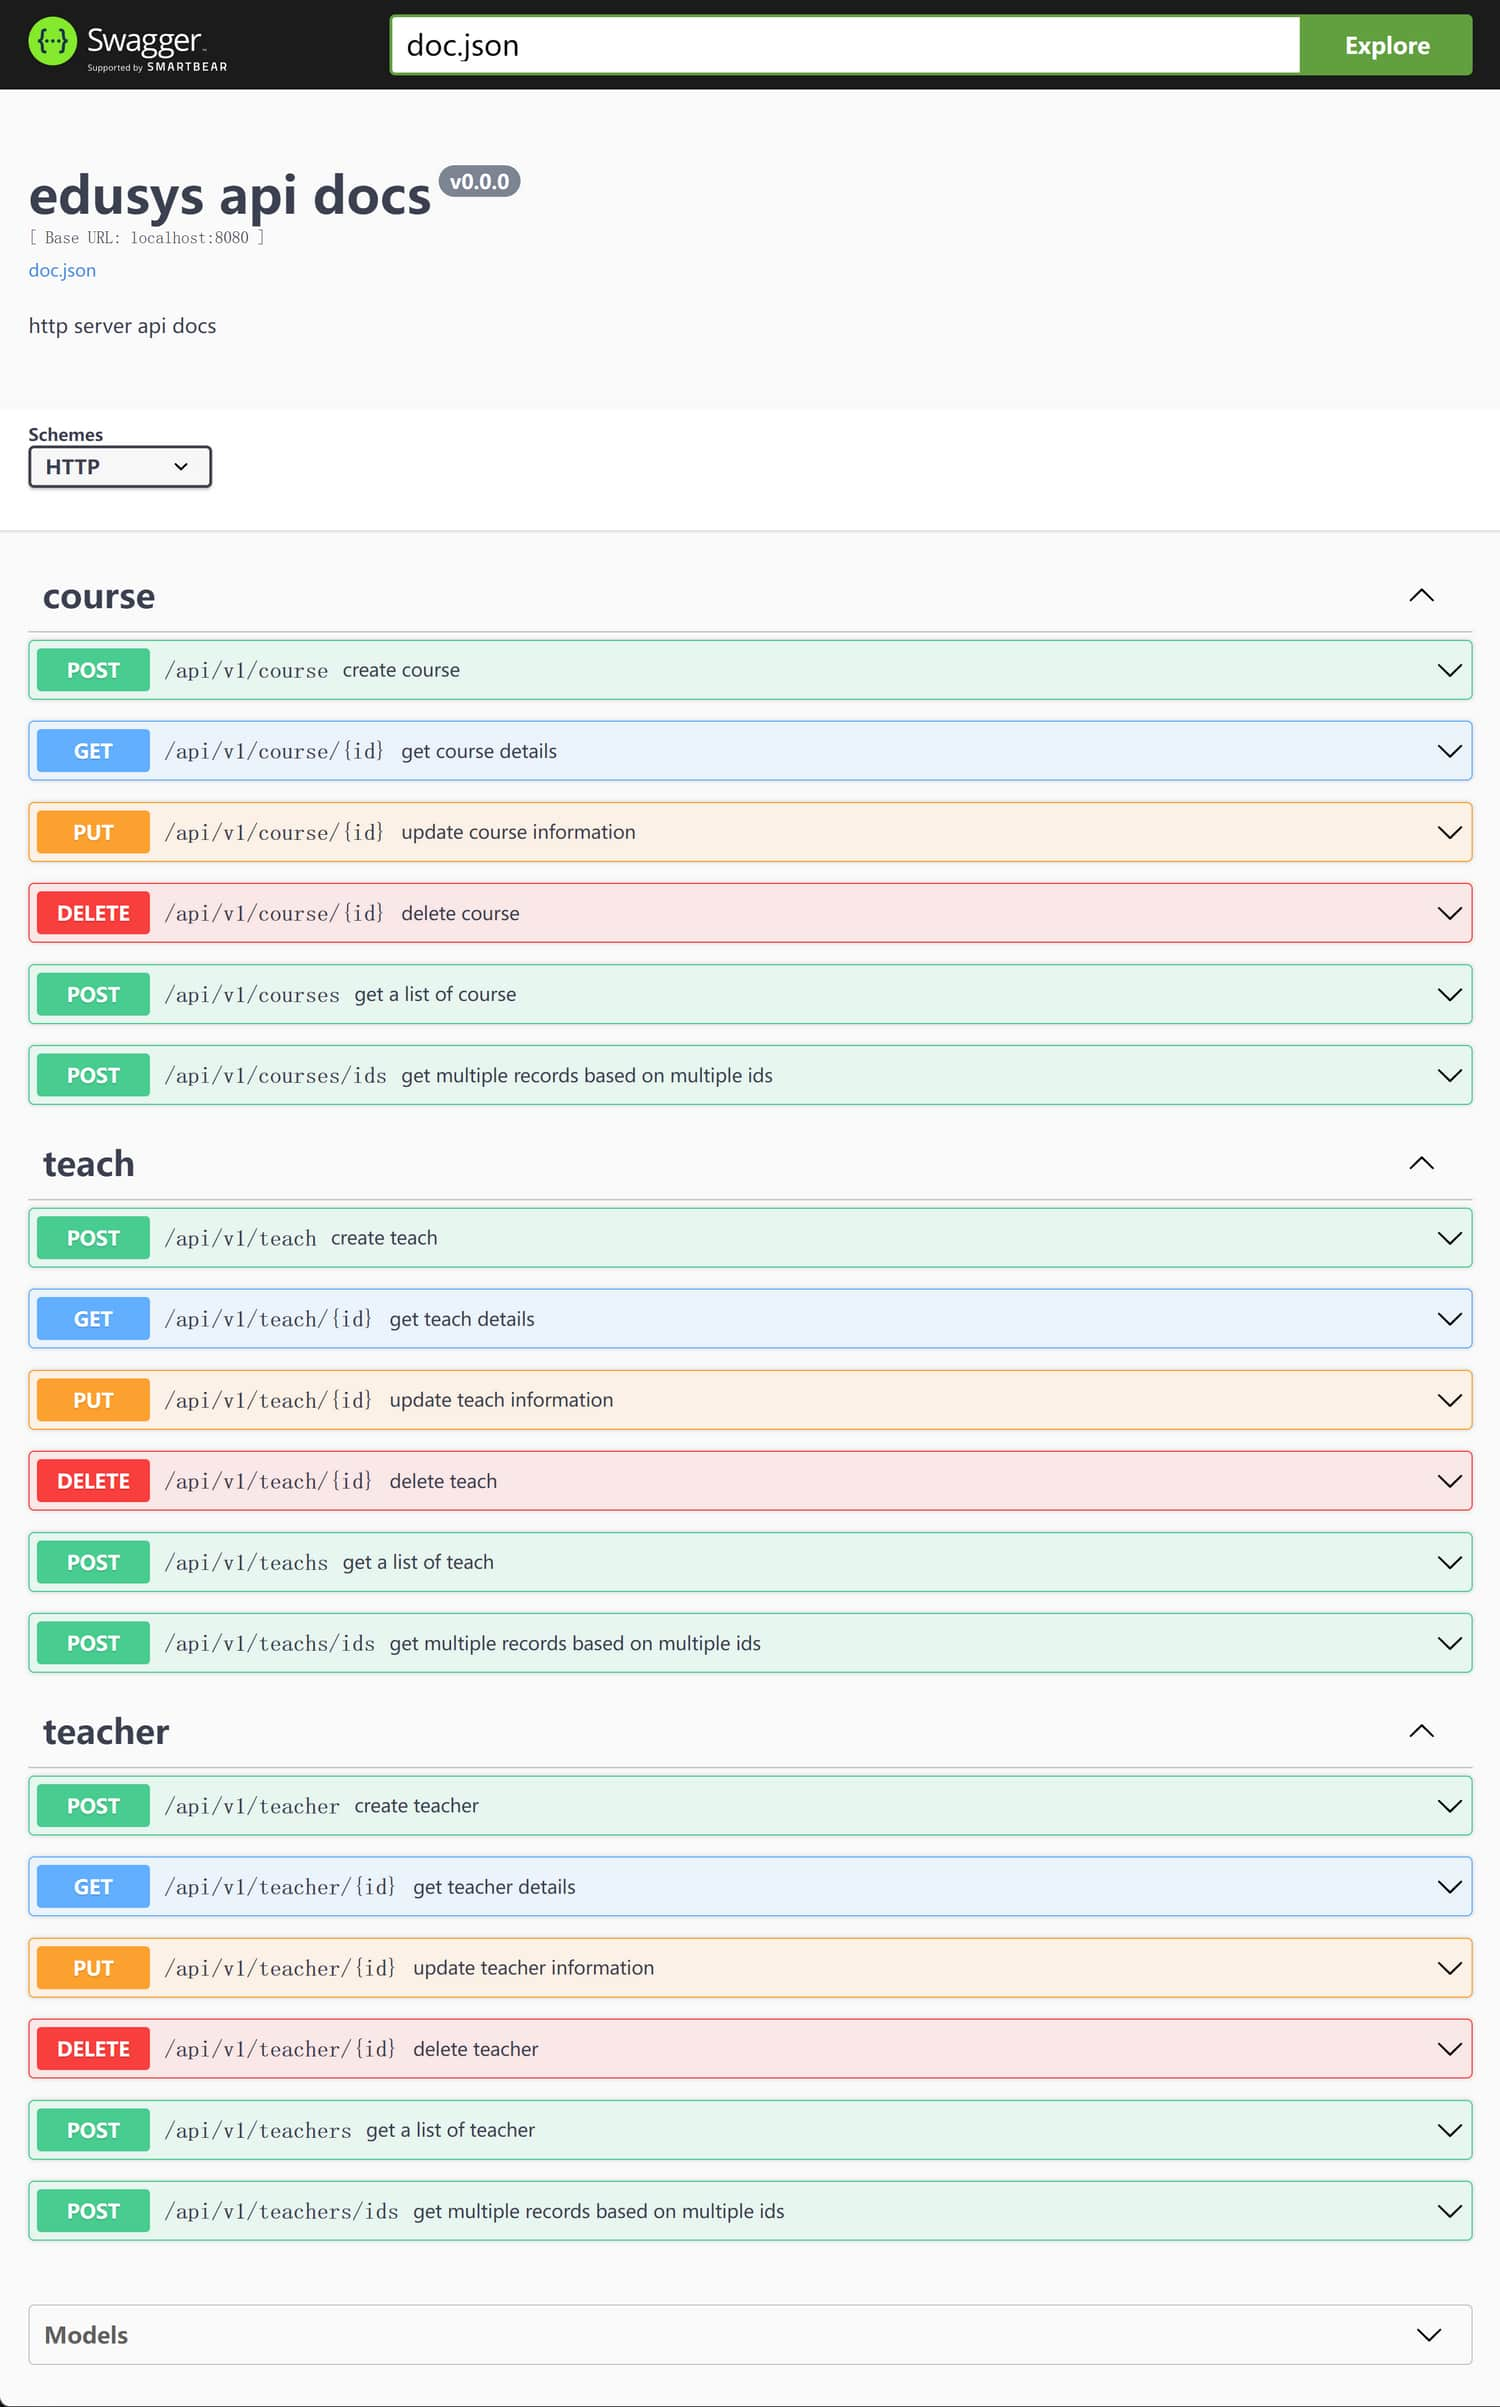 Swagger
Supported by SMARTBEAR
doc.json
Explore
edusys api docs v0.0.0
[ Base URL: localhost:8080 ]
doc.json
http server api docs
Schemes
HTTP
course
POST /api/v1/course create course
GET /api/v1/course/{id} get course details
PUT /api/v1/course/{id} update course information
DELETE /api/v1/course/{id} delete course
POST /api/v1/courses get a list of course
POST /api/v1/courses/ids get multiple records based on multiple ids
teach
POST /api/v1/teach create teach
GET /api/v1/teach/{id} get teach details
PUT /api/v1/teach/{id} update teach information
DELETE /api/v1/teach/{id} delete teach
POST /api/v1/teachs get a list of teach
POST /api/v1/teachs/ids get multiple records based on multiple ids
teacher
POST /api/v1/teacher create teacher
GET /api/v1/teacher/{id} get teacher details
PUT /api/v1/teacher/{id} update teacher information
DELETE /api/v1/teacher/{id} delete teacher
POST /api/v1/teachers get a list of teacher
POST /api/v1/teachers/ids get multiple records based on multiple ids
Models